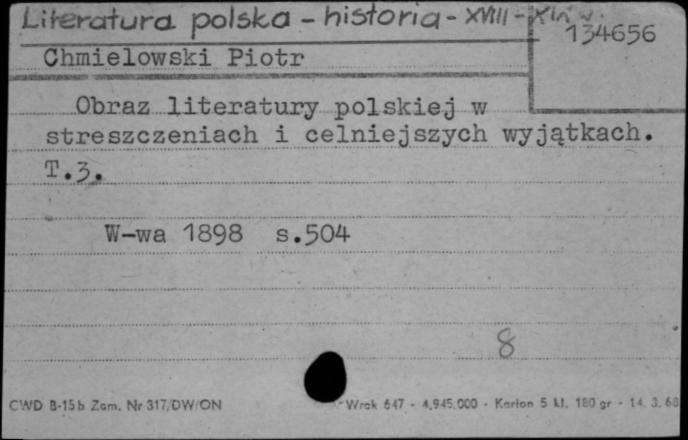 Literatura polska - historia - XVIII - XIX w.
134656
Chmielowski Piotr
Obraz literatury polskiej w
streszczeniach i celniejszych wyjątkach.
T.3.
W-wa 1898 s.504
8
CWD B-15b Zam. Nr 317/DW/ON Wrak 647 - 4.945.000 - Karton 5 kl. 180 gr - 14. 3. 68